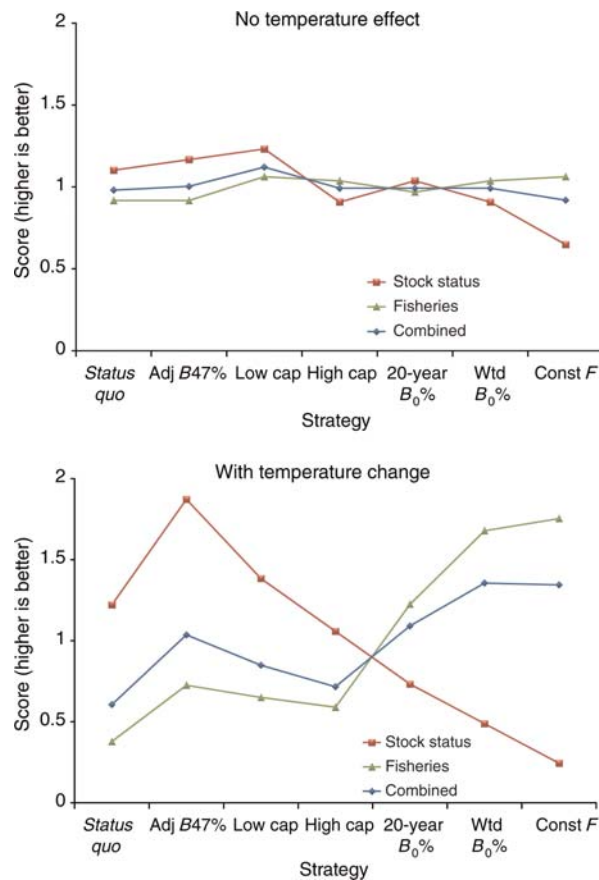 No temperature effect
2
1.5
1
0.5
0
Score (higher is better)
Stock status
Fisheries
Combined
Status quo
Adj B47%
Low cap
High cap
20-year B₀%
Wtd B₀%
Const F
Strategy
With temperature change
2
1.5
1
0.5
0
Score (higher is better)
Stock status
Fisheries
Combined
Status quo
Adj B47%
Low cap
High cap
20-year B₀%
Wtd B₀%
Const F
Strategy